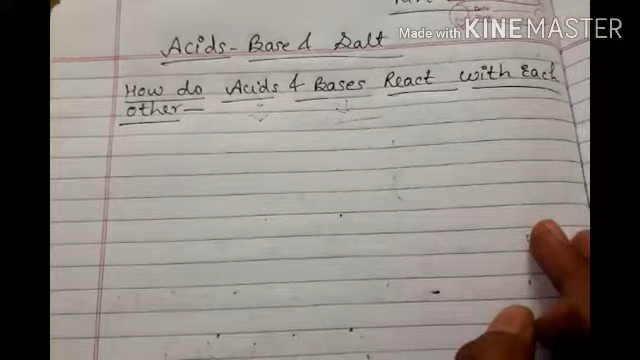 Made with KINEMASTER
Acids-Base & Salt
How do Acids & Bases React with Each
other-